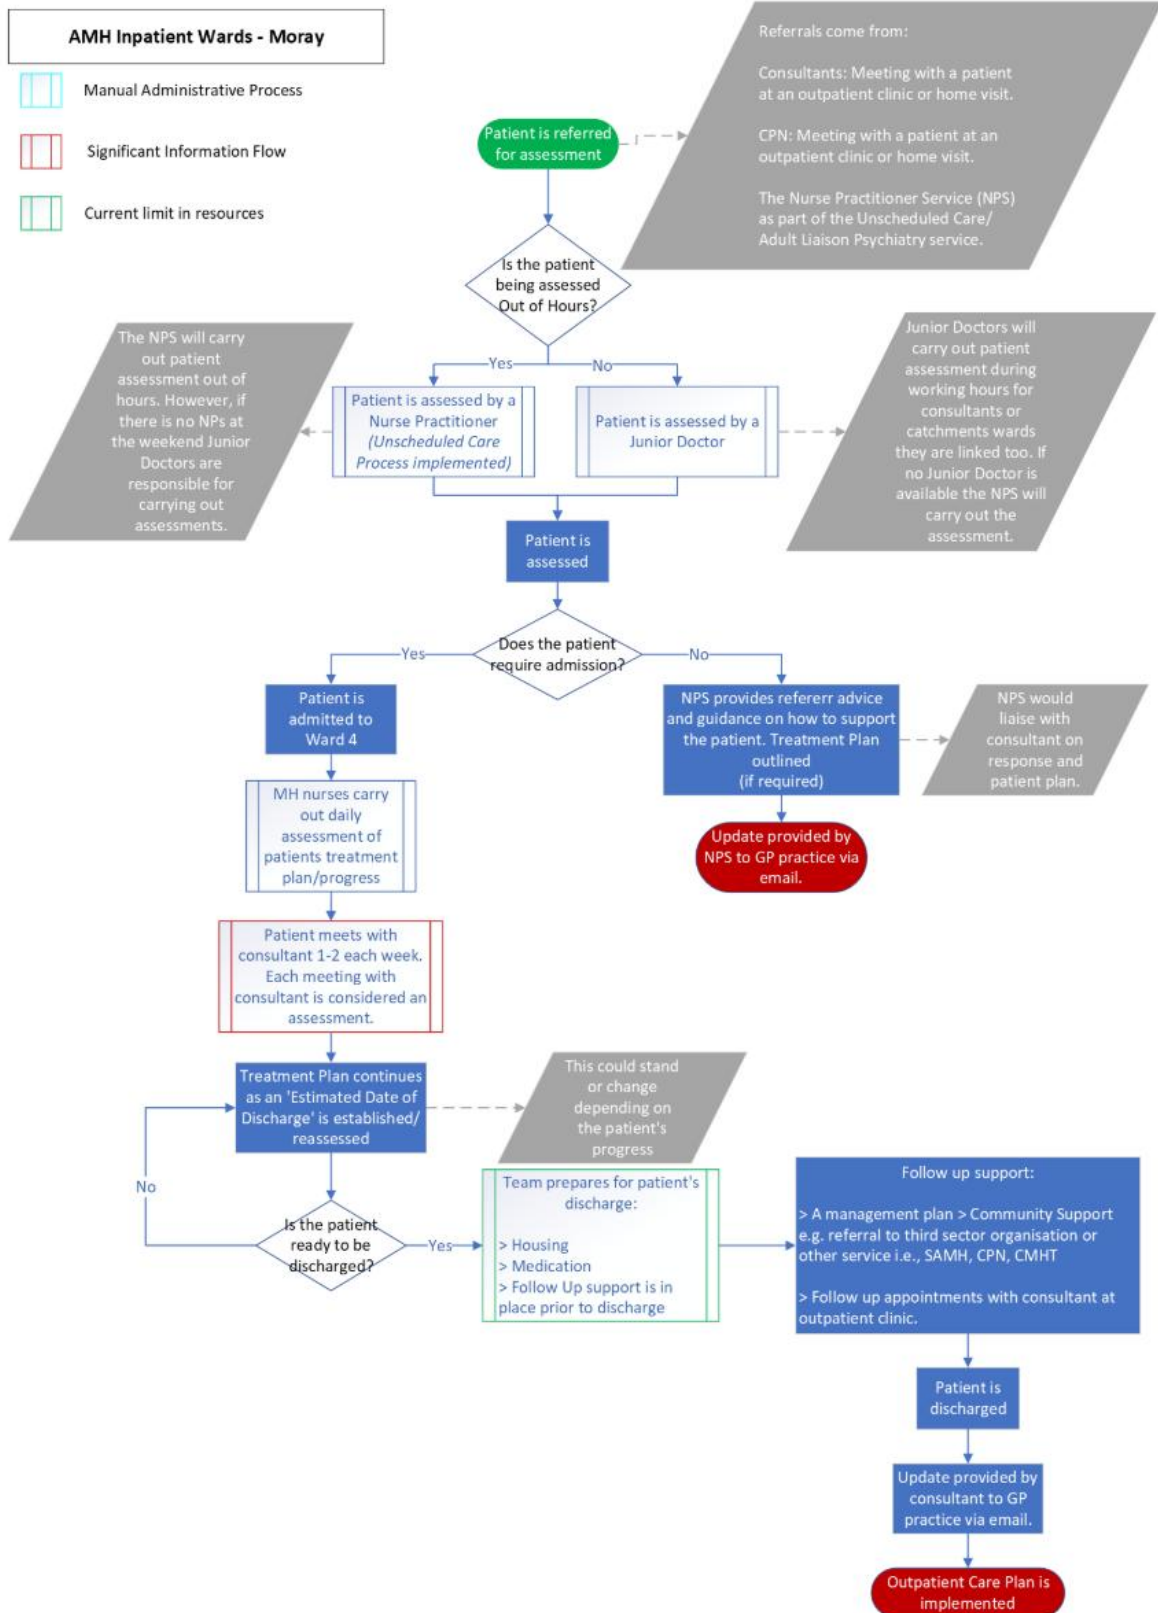 AMH Inpatient Wards - Moray
Manual Administrative Process
Significant Information Flow
Current limit in resources
Patient is referred
for assessment
Referrals come from:
Consultants: Meeting with a patient
at an outpatient clinic or home visit.
CPN: Meeting with a patient at an
outpatient clinic or home visit.
The Nurse Practitioner Service (NPS)
as part of the Unscheduled Care/
Adult Liaison Psychiatry service.
Is the patient
being assessed
Out of Hours?
Yes
No
The NPS will carry
out patient
assessment out of
hours. However, if
there is no NPs at
the weekend Junior
Doctors are
responsible for
carrying out
assessments.
Patient is assessed by a
Nurse Practitioner
(Unscheduled Care
Process implemented)
Patient is assessed by a
Junior Doctor
Junior Doctors will
carry out patient
assessment during
working hours for
consultants or
catchments wards
they are linked too. If
no Junior Doctor is
available the NPS will
carry out the
assessment.
Patient is
assessed
Does the patient
require admission?
Yes
No
Patient is
admitted to
Ward 4
NPS provides refererr advice
and guidance on how to support
the patient. Treatment Plan
outlined
(if required)
NPS would
liaise with
consultant on
response and
patient plan.
MH nurses carry
out daily
assessment of
patients treatment
plan/progress
Update provided by
NPS to GP practice via
email.
Patient meets with
consultant 1-2 each week.
Each meeting with
consultant is considered an
assessment.
Treatment Plan continues
as an 'Estimated Date of
Discharge' is established/
reassessed
This could stand
or change
depending on
the patient's
progress
No
Is the patient
ready to be
discharged?
Yes
Team prepares for patient's
discharge:
> Housing
> Medication
> Follow Up support is in
place prior to discharge
Follow up support:
> A management plan > Community Support
e.g. referral to third sector organisation or
other service i.e., SAMH, CPN, CMHT
> Follow up appointments with consultant at
outpatient clinic.
Patient is
discharged
Update provided by
consultant to GP
practice via email.
Outpatient Care Plan is
implemented